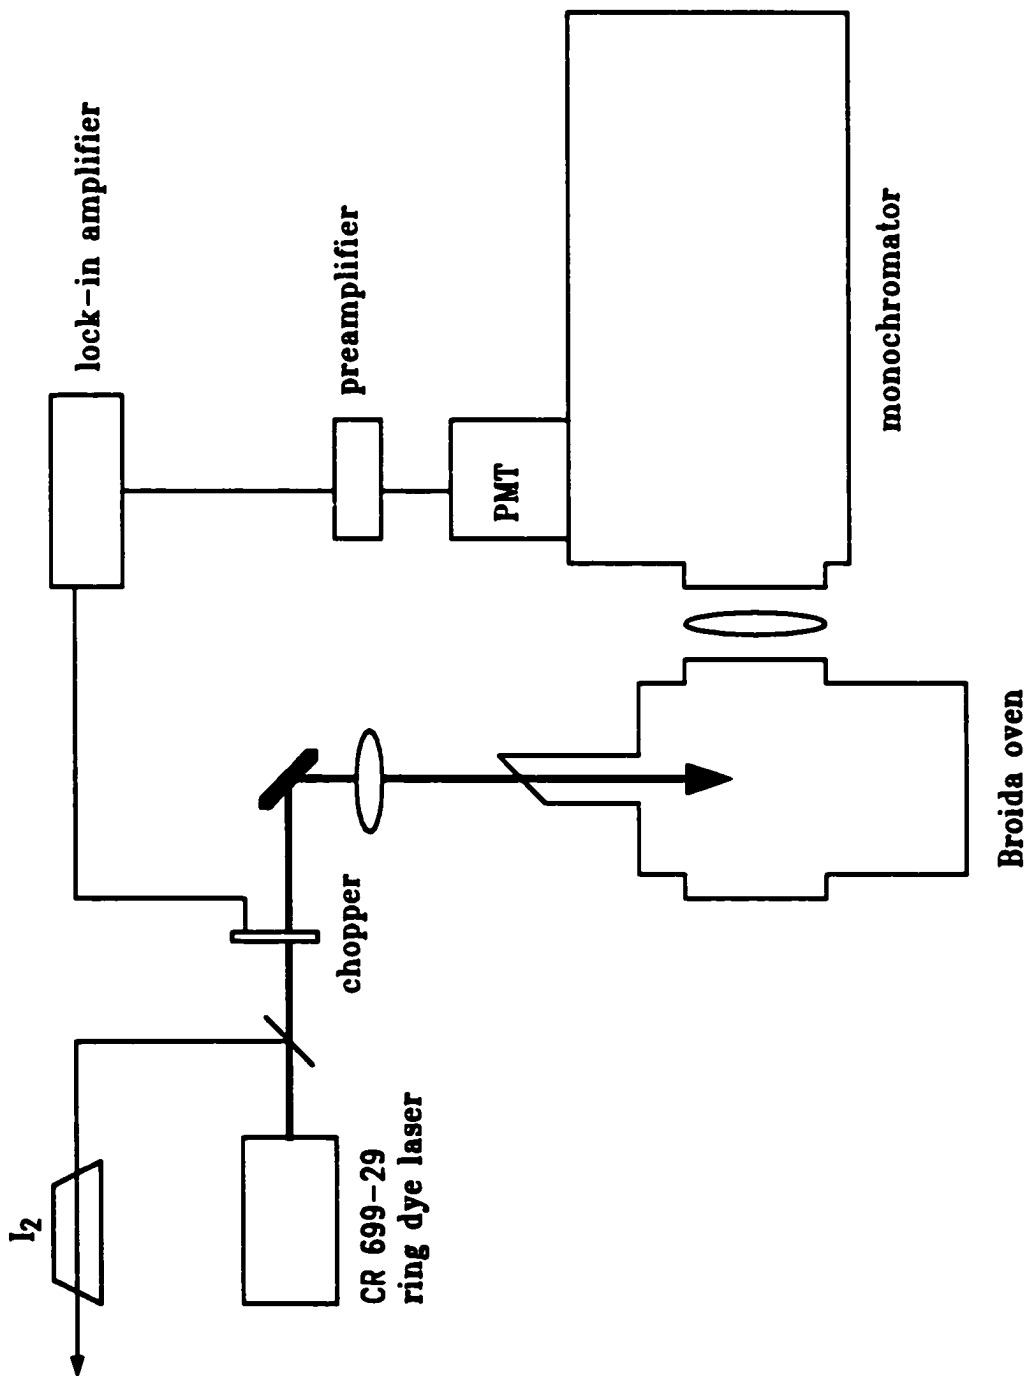 I2
CR 699-29
ring dye laser
chopper
lock-in amplifier
preamplifier
PMT
monochromator
Broida oven